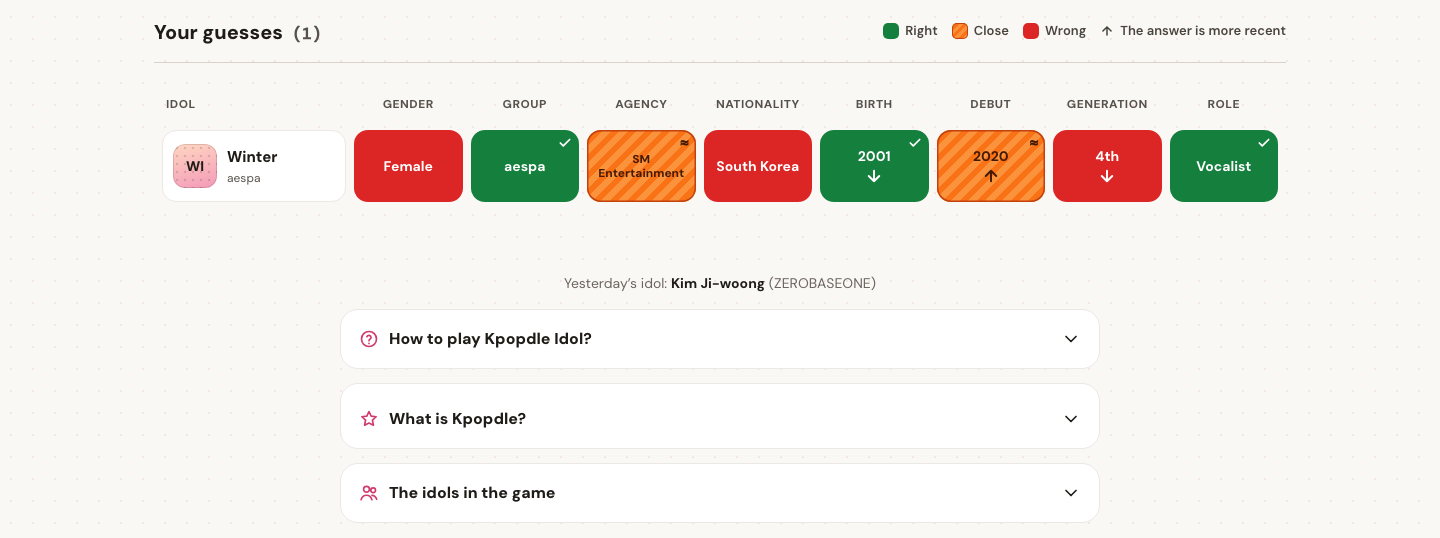 Your guesses (1)
Right Close Wrong ↑ The answer is more recent
IDOL GENDER GROUP AGENCY NATIONALITY BIRTH DEBUT GENERATION ROLE
WI Winter
aespa
Female
aespa ✓
SM
Entertainment ≈
South Korea
2001 ✓
↓
2020 ≈
↑
4th
↓
Vocalist ✓
Yesterday's idol: Kim Ji-woong (ZEROBASEONE)
How to play Kpopdle Idol?
What is Kpopdle?
The idols in the game